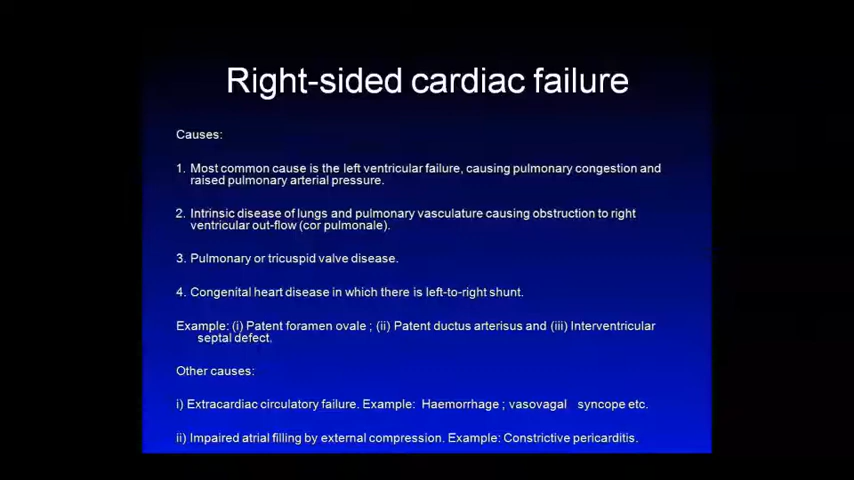 Right-sided cardiac failure
Causes:
1. Most common cause is the left ventricular failure, causing pulmonary congestion and
raised pulmonary arterial pressure.
2. Intrinsic disease of lungs and pulmonary vasculature causing obstruction to right
ventricular out-flow (cor pulmonale).
3. Pulmonary or tricuspid valve disease.
4. Congenital heart disease in which there is left-to-right shunt.
Example: (i) Patent foramen ovale ; (ii) Patent ductus arterisus and (iii) Interventricular
septal defect.
Other causes:
i) Extracardiac circulatory failure. Example: Haemorrhage ; vasovagal syncope etc.
ii) Impaired atrial filling by external compression. Example: Constrictive pericarditis.